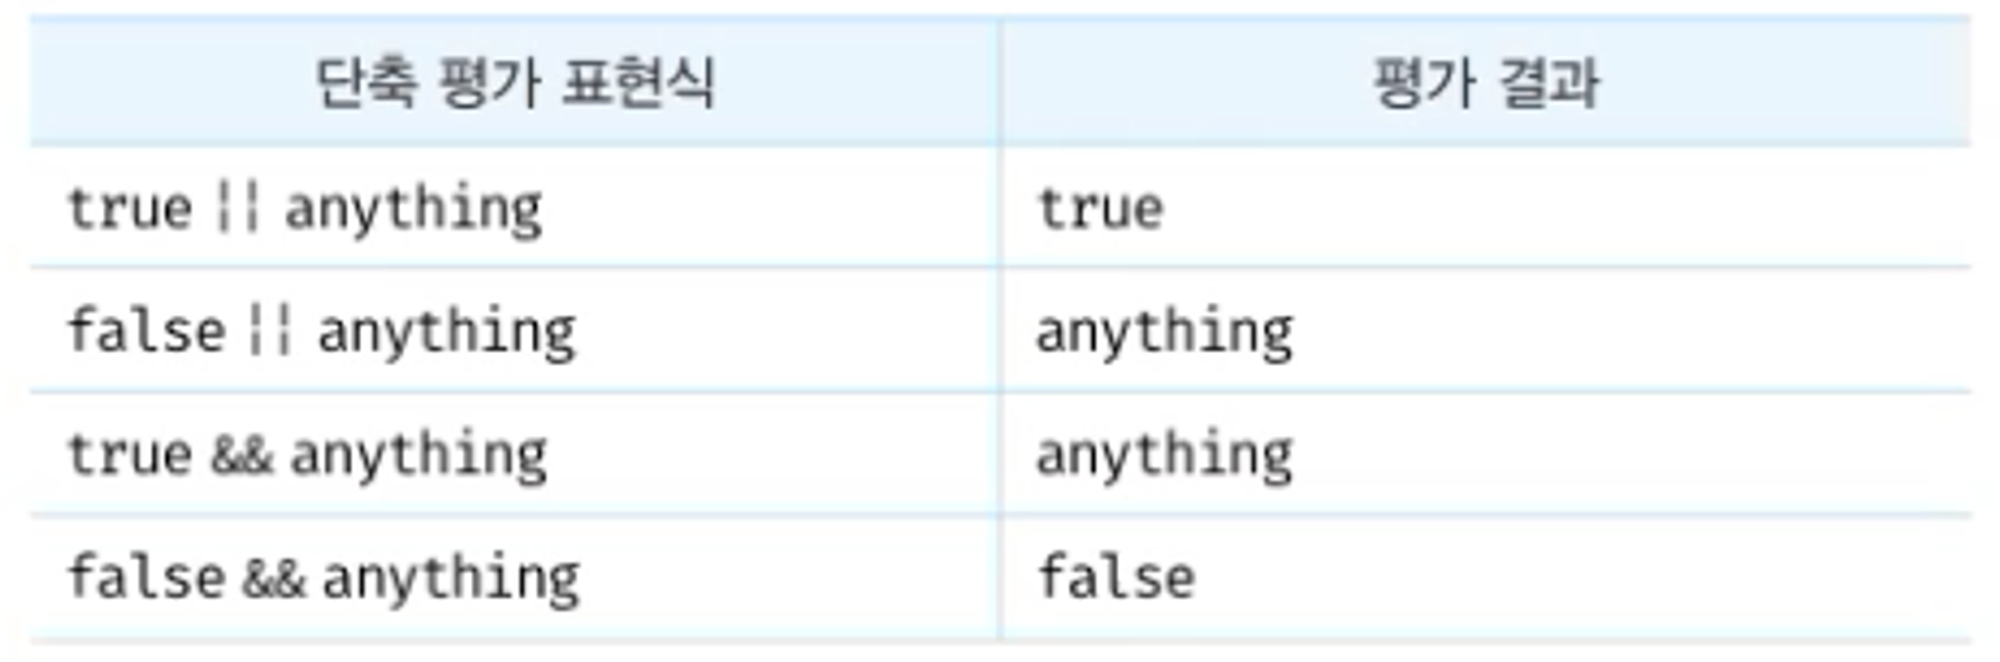 단축 평가 표현식 평가 결과
true || anything true
false || anything anything
true && anything anything
false && anything false